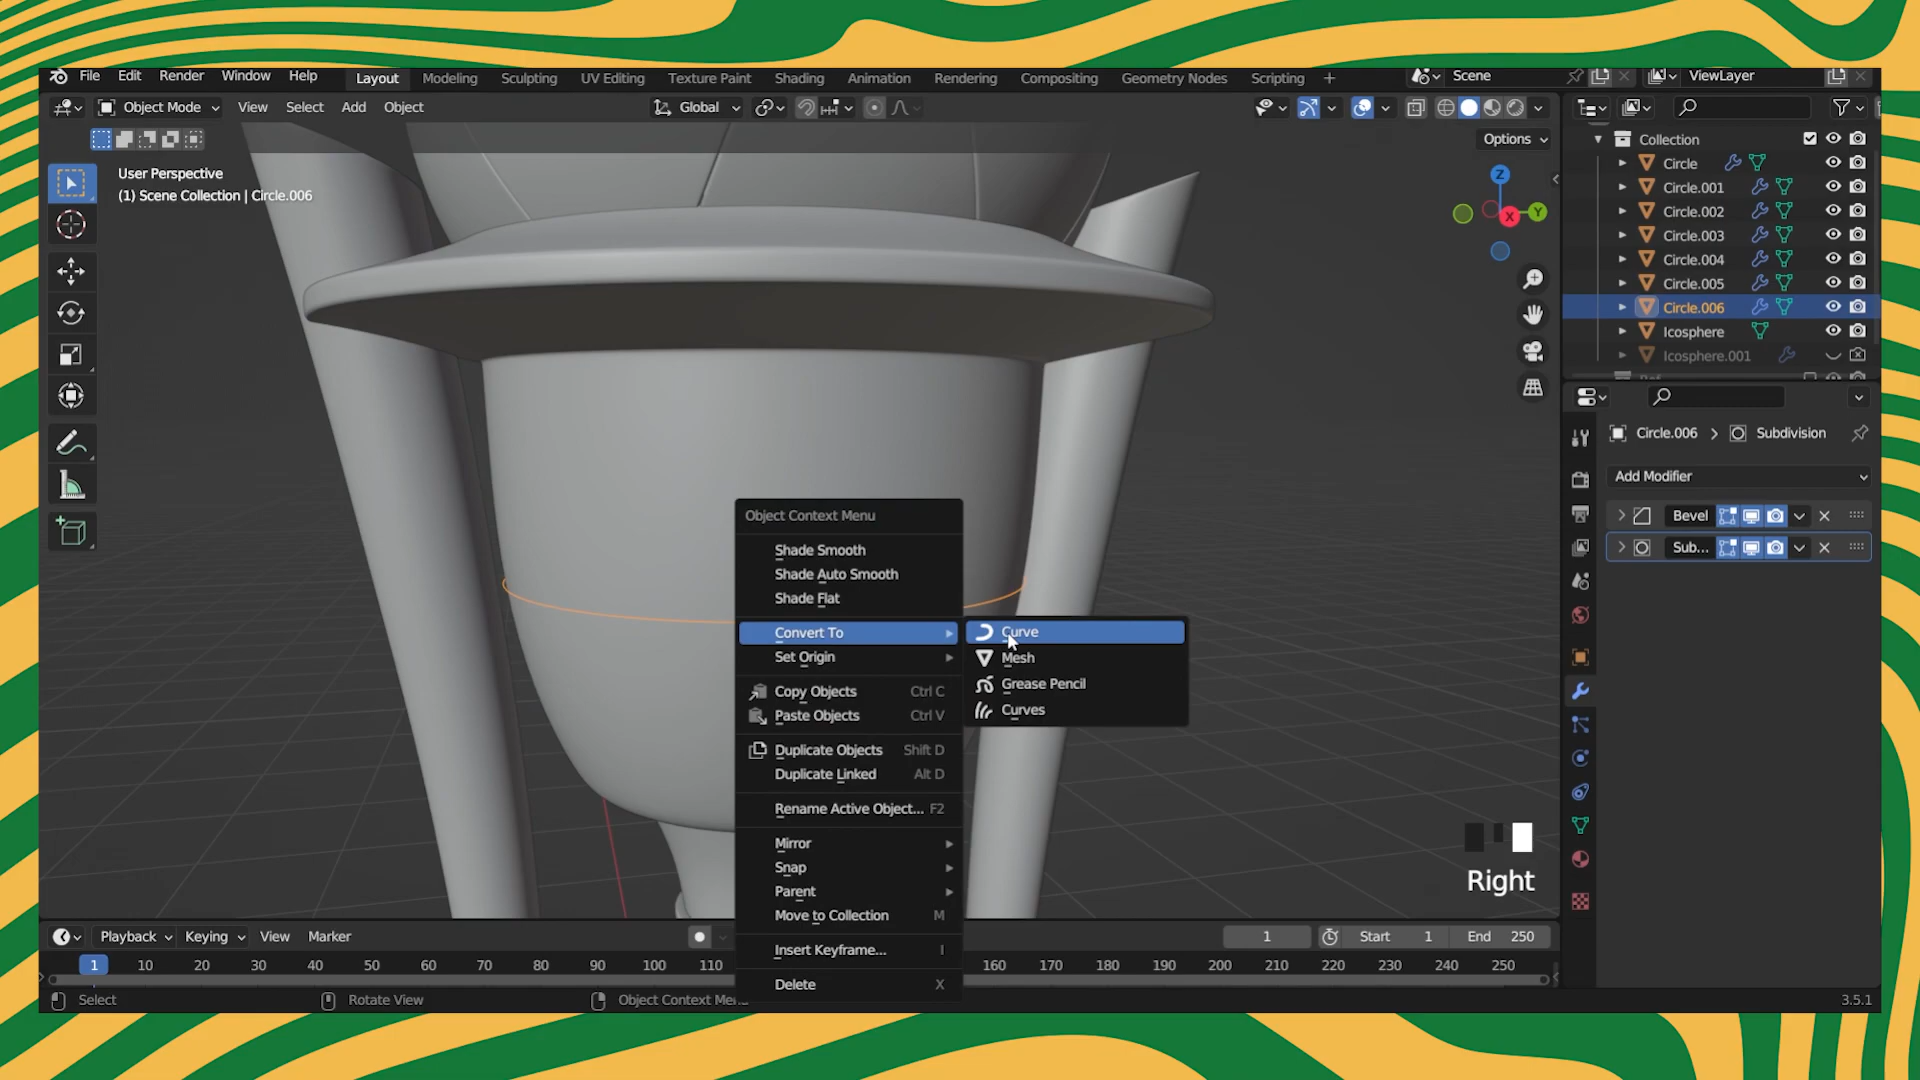 File Edit Render Window Help Layout Modeling Sculpting UV Editing Texture Paint Shading Animation Rendering Compositing Geometry Nodes Scripting + Scene ViewLayer
Object Mode View Select Add Object Global
Options
User Perspective
(1) Scene Collection | Circle.006
Z
Y
X
Collection
Circle
Circle.001
Circle.002
Circle.003
Circle.004
Circle.005
Circle.006
Icosphere
Icosphere.001
Circle.006 > Subdivision
Add Modifier
Bevel
Sub...
Object Context Menu
Shade Smooth
Shade Auto Smooth
Shade Flat
Convert To
Set Origin
Copy Objects Ctrl C
Paste Objects Ctrl V
Duplicate Objects Shift D
Duplicate Linked Alt D
Rename Active Object... F2
Mirror
Snap
Parent
Move to Collection M
Insert Keyframe... I
Delete X
Curve
Mesh
Grease Pencil
Curves
Right
Playback Keying View Marker 1 Start 1 End 250
1 10 20 30 40 50 60 70 80 90 100 110 160 170 180 190 200 210 220 230 240 250
Select Rotate View Object Context Menu 3.5.1